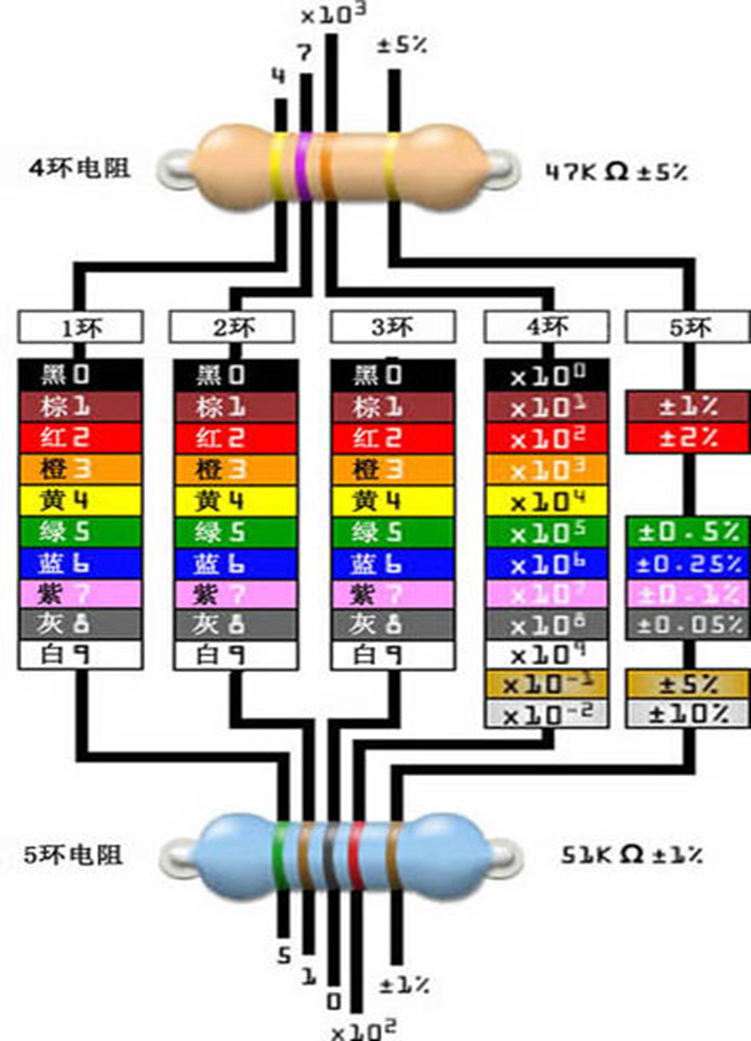 ×10³
7
±5%
4
4环电阻
47KΩ±5%
1环
2环
3环
4环
5环
黑0
黑0
黑0
×10⁰
棕1
棕1
棕1
×10¹
±1%
红2
红2
红2
×10²
±2%
橙3
橙3
橙3
×10³
黄4
黄4
黄4
×10⁴
绿5
绿5
绿5
×10⁵
±0.5%
蓝6
蓝6
蓝6
×10⁶
±0.25%
紫7
紫7
紫7
×10⁷
±0.1%
灰8
灰8
灰8
×10⁸
±0.05%
白9
白9
白9
×10⁹
×10⁻¹
±5%
×10⁻²
±10%
5环电阻
51KΩ±1%
5
1
0
±1%
×10²